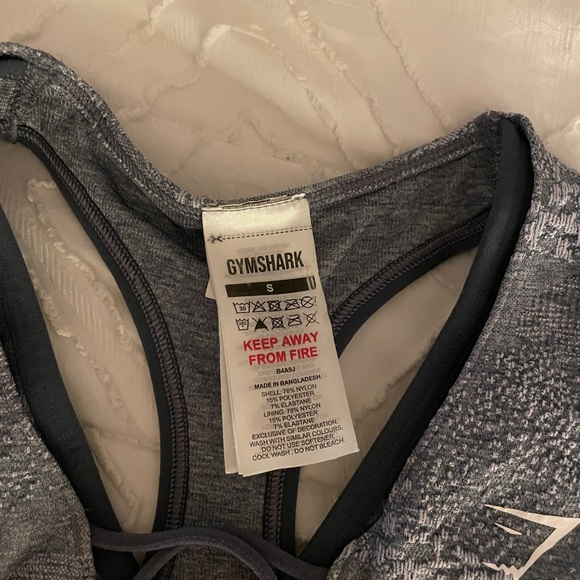 GYMSHARK
S
30
KEEP AWAY
FROM FIRE
B4A9J
MADE IN BANGLADESH
SHELL: 78% NYLON
15% POLYESTER
7% ELASTANE
LINING: 78% NYLON
15% POLYESTER
7% ELASTANE
EXCLUSIVE OF DECORATION
WASH WITH SIMILAR COLOURS.
DO NOT USE SOFTENER
COOL WASH . DO NOT BLEACH.